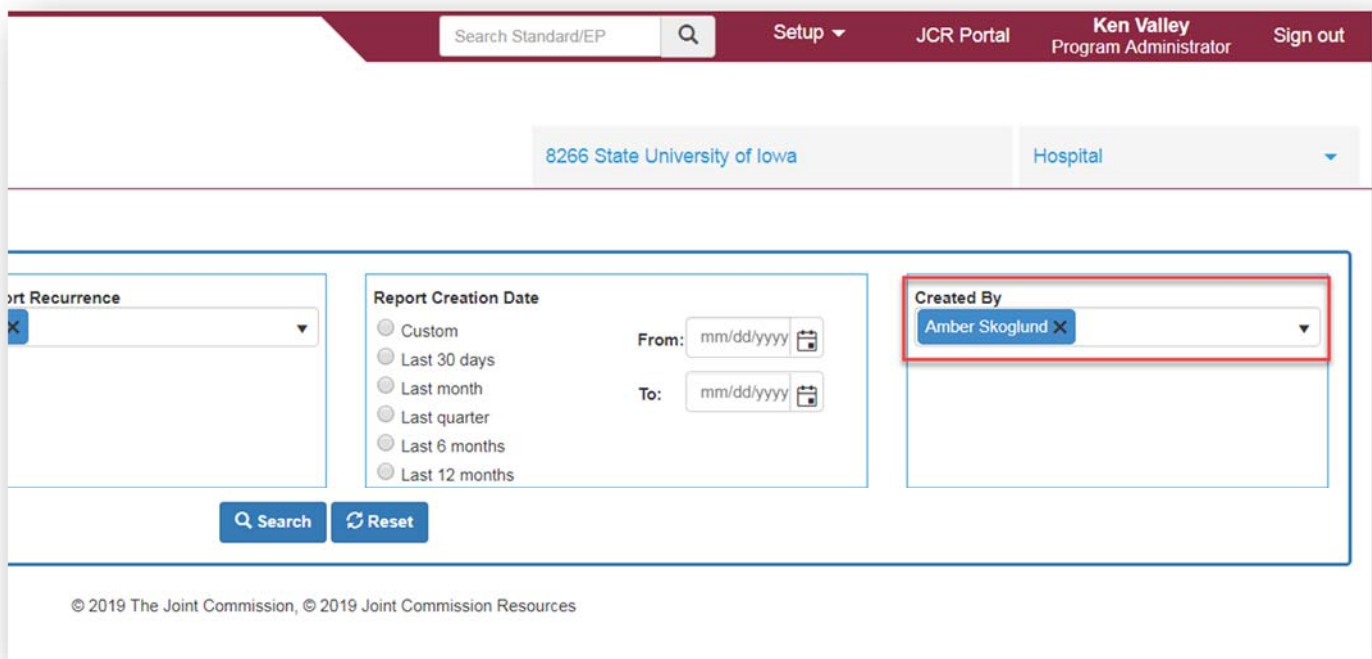 Search Standard/EP
Setup
JCR Portal
Ken Valley
Program Administrator
Sign out
8266 State University of Iowa
Hospital
ort Recurrence
Report Creation Date
Custom
Last 30 days
Last month
Last quarter
Last 6 months
Last 12 months
From: mm/dd/yyyy
To: mm/dd/yyyy
Created By
Amber Skoglund
Search
Reset
© 2019 The Joint Commission, © 2019 Joint Commission Resources